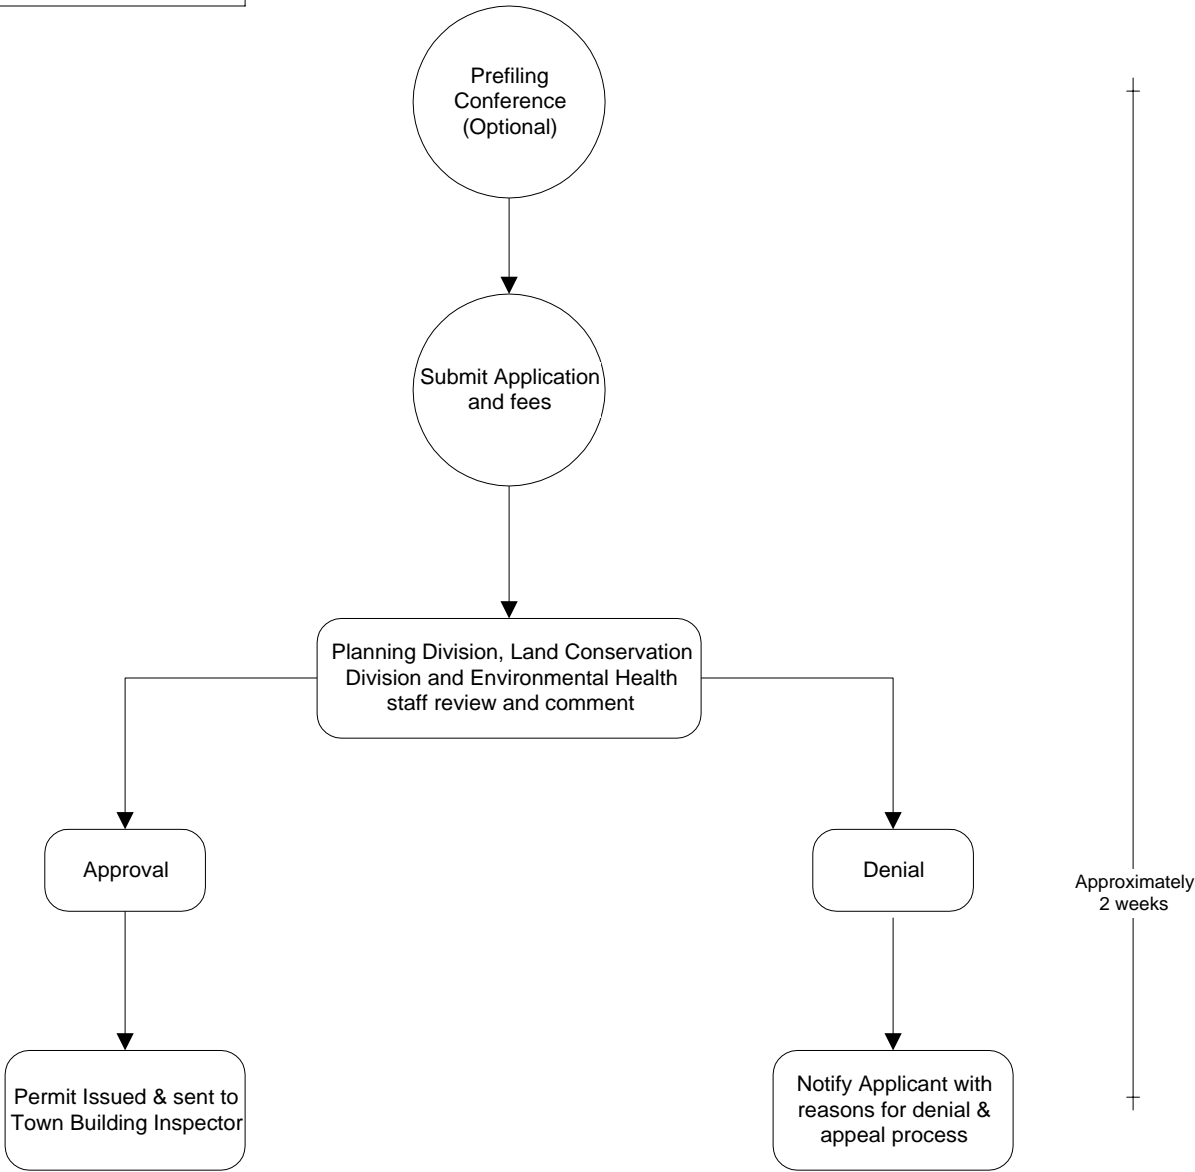 Prefiling
Conference
(Optional)
Submit Application
and fees
Planning Division, Land Conservation
Division and Environmental Health
staff review and comment
Approval
Denial
Approximately
2 weeks
Permit Issued & sent to
Town Building Inspector
Notify Applicant with
reasons for denial &
appeal process